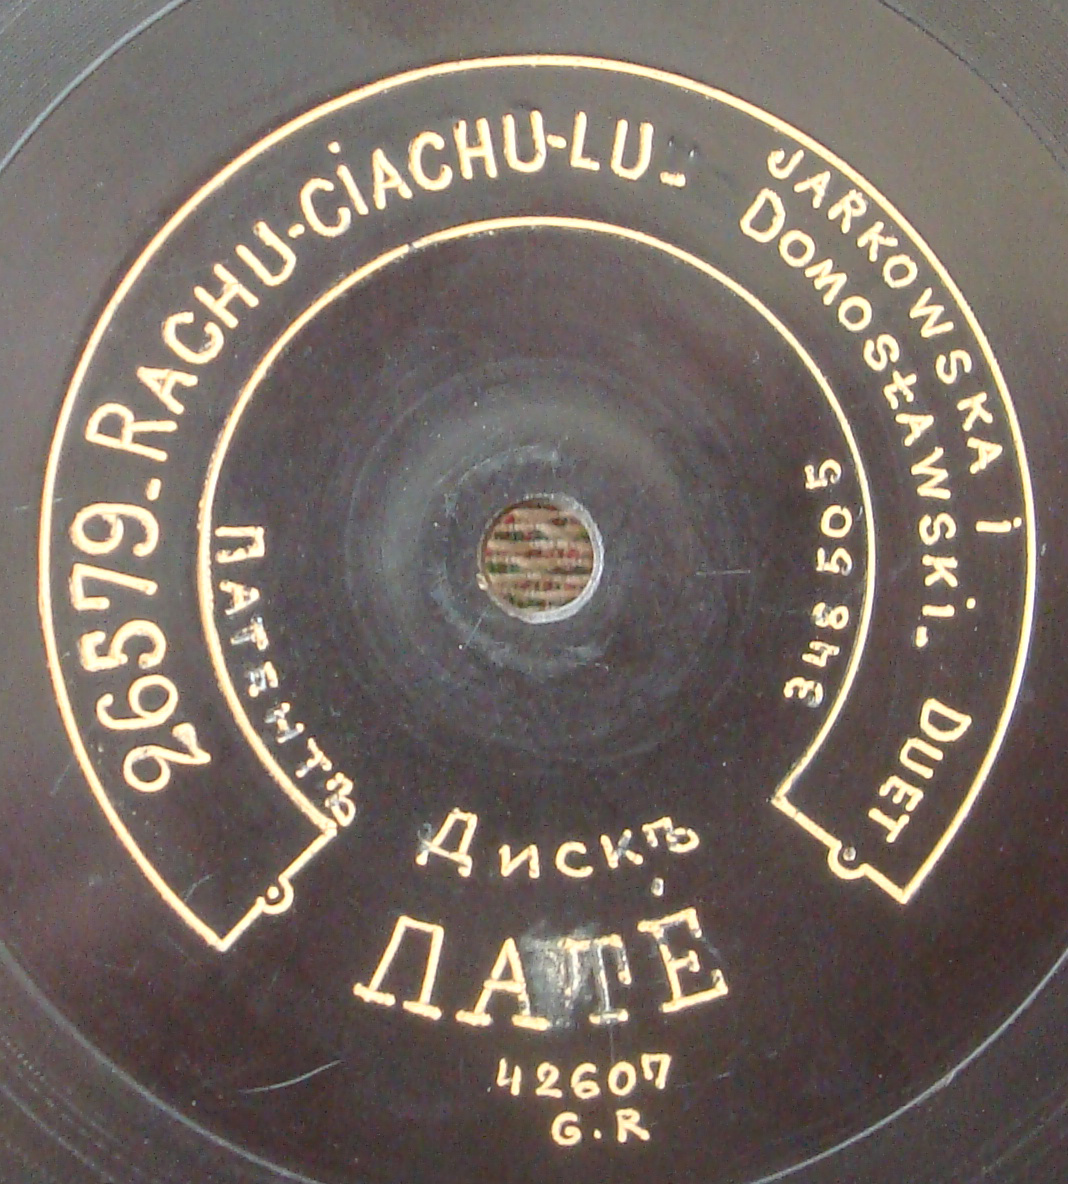 26579-RACHU-CIACHU-LU-
JARKOWSKA i
DOMOSŁAWSKI. DUET
ПАТЕНТЪ
348505
Дискъ
ПАТЕ́
42607
G.R